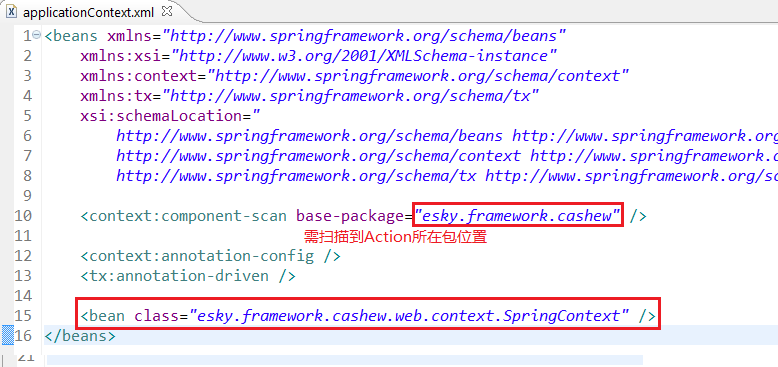 applicationContext.xml
1 <beans xmlns="http://www.springframework.org/schema/beans"
2 xmlns:xsi="http://www.w3.org/2001/XMLSchema-instance"
3 xmlns:context="http://www.springframework.org/schema/context"
4 xmlns:tx="http://www.springframework.org/schema/tx"
5 xsi:schemaLocation="
6 http://www.springframework.org/schema/beans http://www.springframework.
7 http://www.springframework.org/schema/context http://www.springframework.
8 http://www.springframework.org/schema/tx http://www.springframework.org/sc
9
10 <context:component-scan base-package="esky.framework.cashew" />
11 需扫描到Action所在包位置
12 <context:annotation-config />
13 <tx:annotation-driven />
14
15 <bean class="esky.framework.cashew.web.context.SpringContext" />
16 </beans>
21